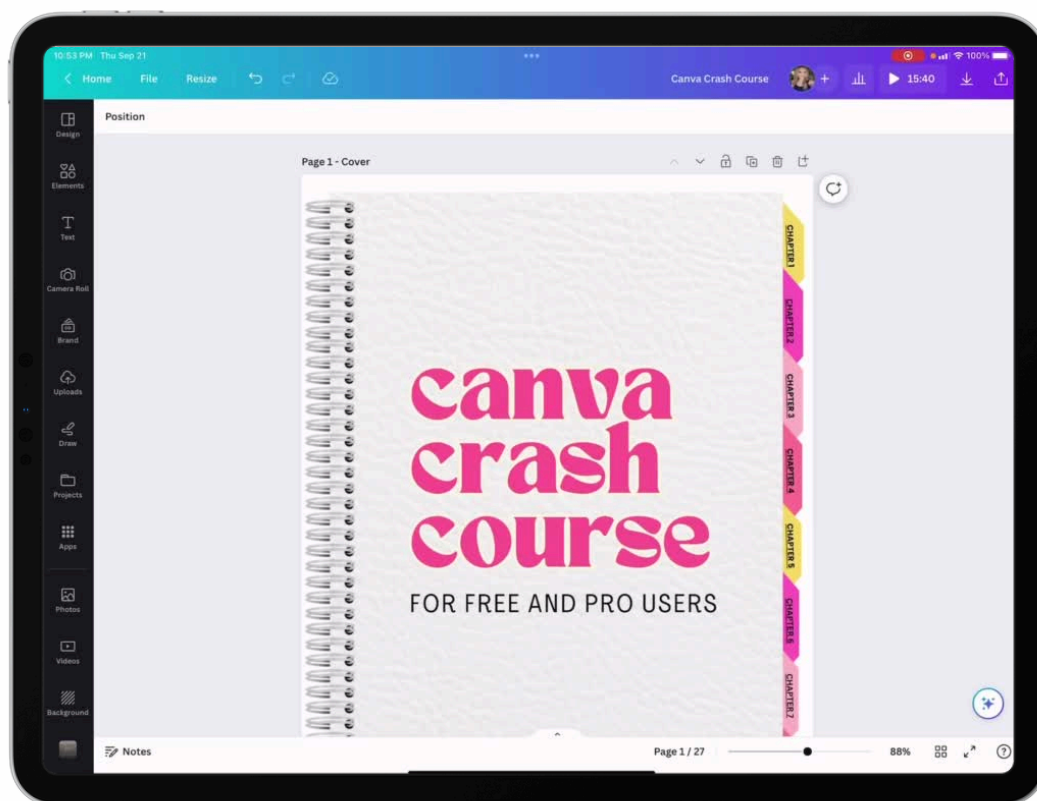 10:53 PM Thu Sep 21
100%
Home File Resize
Canva Crash Course
15:40
Position
Design
Elements
Text
Camera Roll
Brand
Uploads
Draw
Projects
Apps
Photos
Videos
Background
Page 1 - Cover
canva
crash
course
FOR FREE AND PRO USERS
CHAPTER 1
CHAPTER 2
CHAPTER 3
CHAPTER 4
CHAPTER 5
CHAPTER 6
CHAPTER 7
Notes
Page 1 / 27
88%